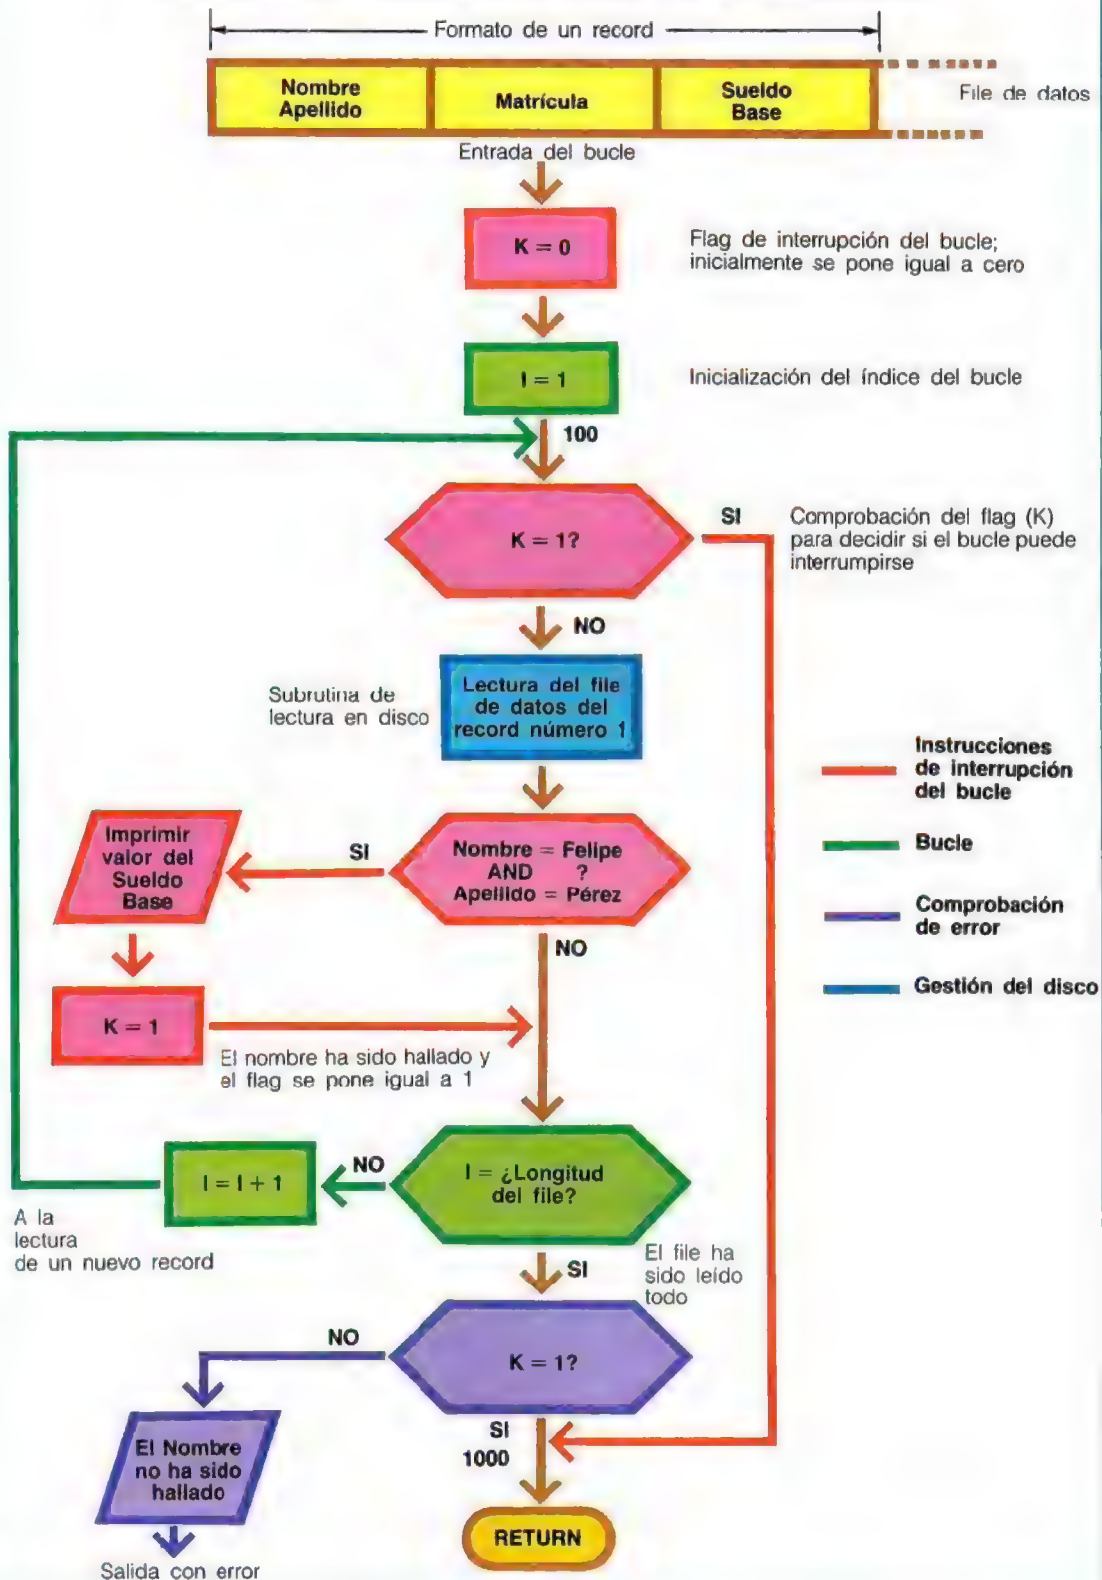 Formato de un record
Nombre
Apellido
Matrícula
Sueldo
Base
File de datos
Entrada del bucle
K = 0
Flag de interrupción del bucle;
inicialmente se pone igual a cero
I = 1
Inicialización del índice del bucle
100
K = 1?
SI
Comprobación del flag (K)
para decidir si el bucle puede
interrumpirse
NO
Subrutina de
lectura en disco
Lectura del file
de datos del
record número 1
Instrucciones
de interrupción
del bucle
Bucle
Comprobación
de error
Gestión del disco
Imprimir
valor del
Sueldo
Base
SI
Nombre = Felipe
AND ?
Apellido = Pérez
NO
K = 1
El nombre ha sido hallado y
el flag se pone igual a 1
I = I + 1
NO
I = ¿Longitud
del file?
A la
lectura
de un nuevo record
SI
El file ha
sido leído
todo
NO
K = 1?
El Nombre
no ha sido
hallado
SI
1000
RETURN
Salida con error